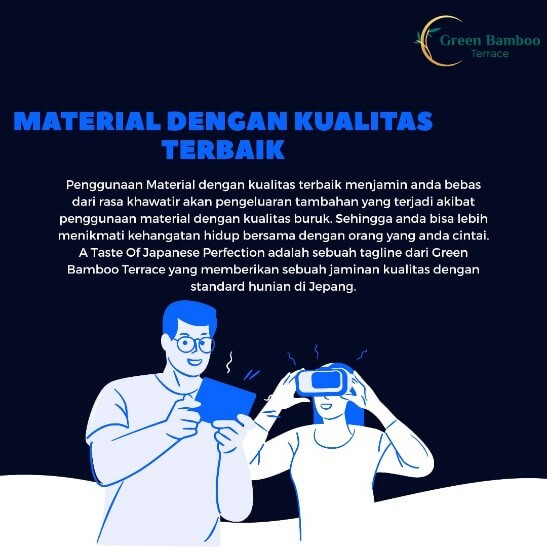 Green Bamboo
Terrace
MATERIAL DENGAN KUALITAS
TERBAIK
Penggunaan Material dengan kualitas terbaik menjamin anda bebas
dari rasa khawatir akan pengeluaran tambahan yang terjadi akibat
penggunaan material dengan kualitas buruk. Sehingga anda bisa lebih
menikmati kehangatan hidup bersama dengan orang yang anda cintai.
A Taste Of Japanese Perfection adalah sebuah tagline dari Green
Bamboo Terrace yang memberikan sebuah jaminan kualitas dengan
standard hunian di Jepang.